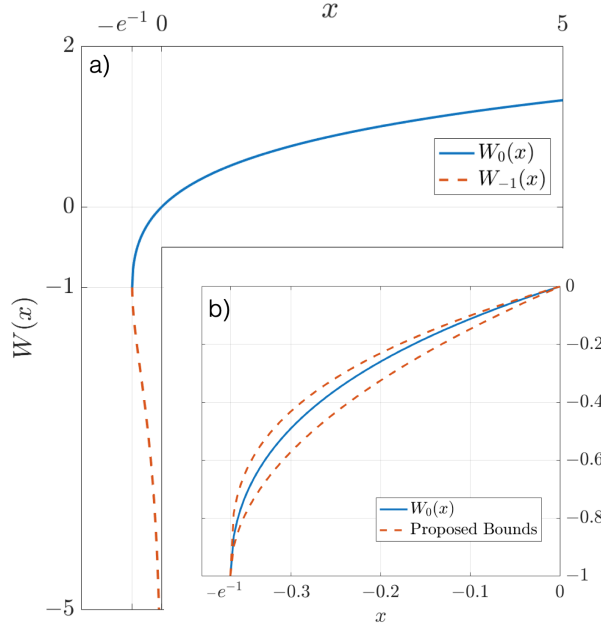 x
−e⁻¹ 0 5
2
a)
W₀(x)
W₋₁(x)
0
−1
W(x)
−5
b)
0
−0.2
−0.4
−0.6
−0.8
−1
W₀(x)
Proposed Bounds
−e⁻¹ −0.3 −0.2 −0.1 0
x